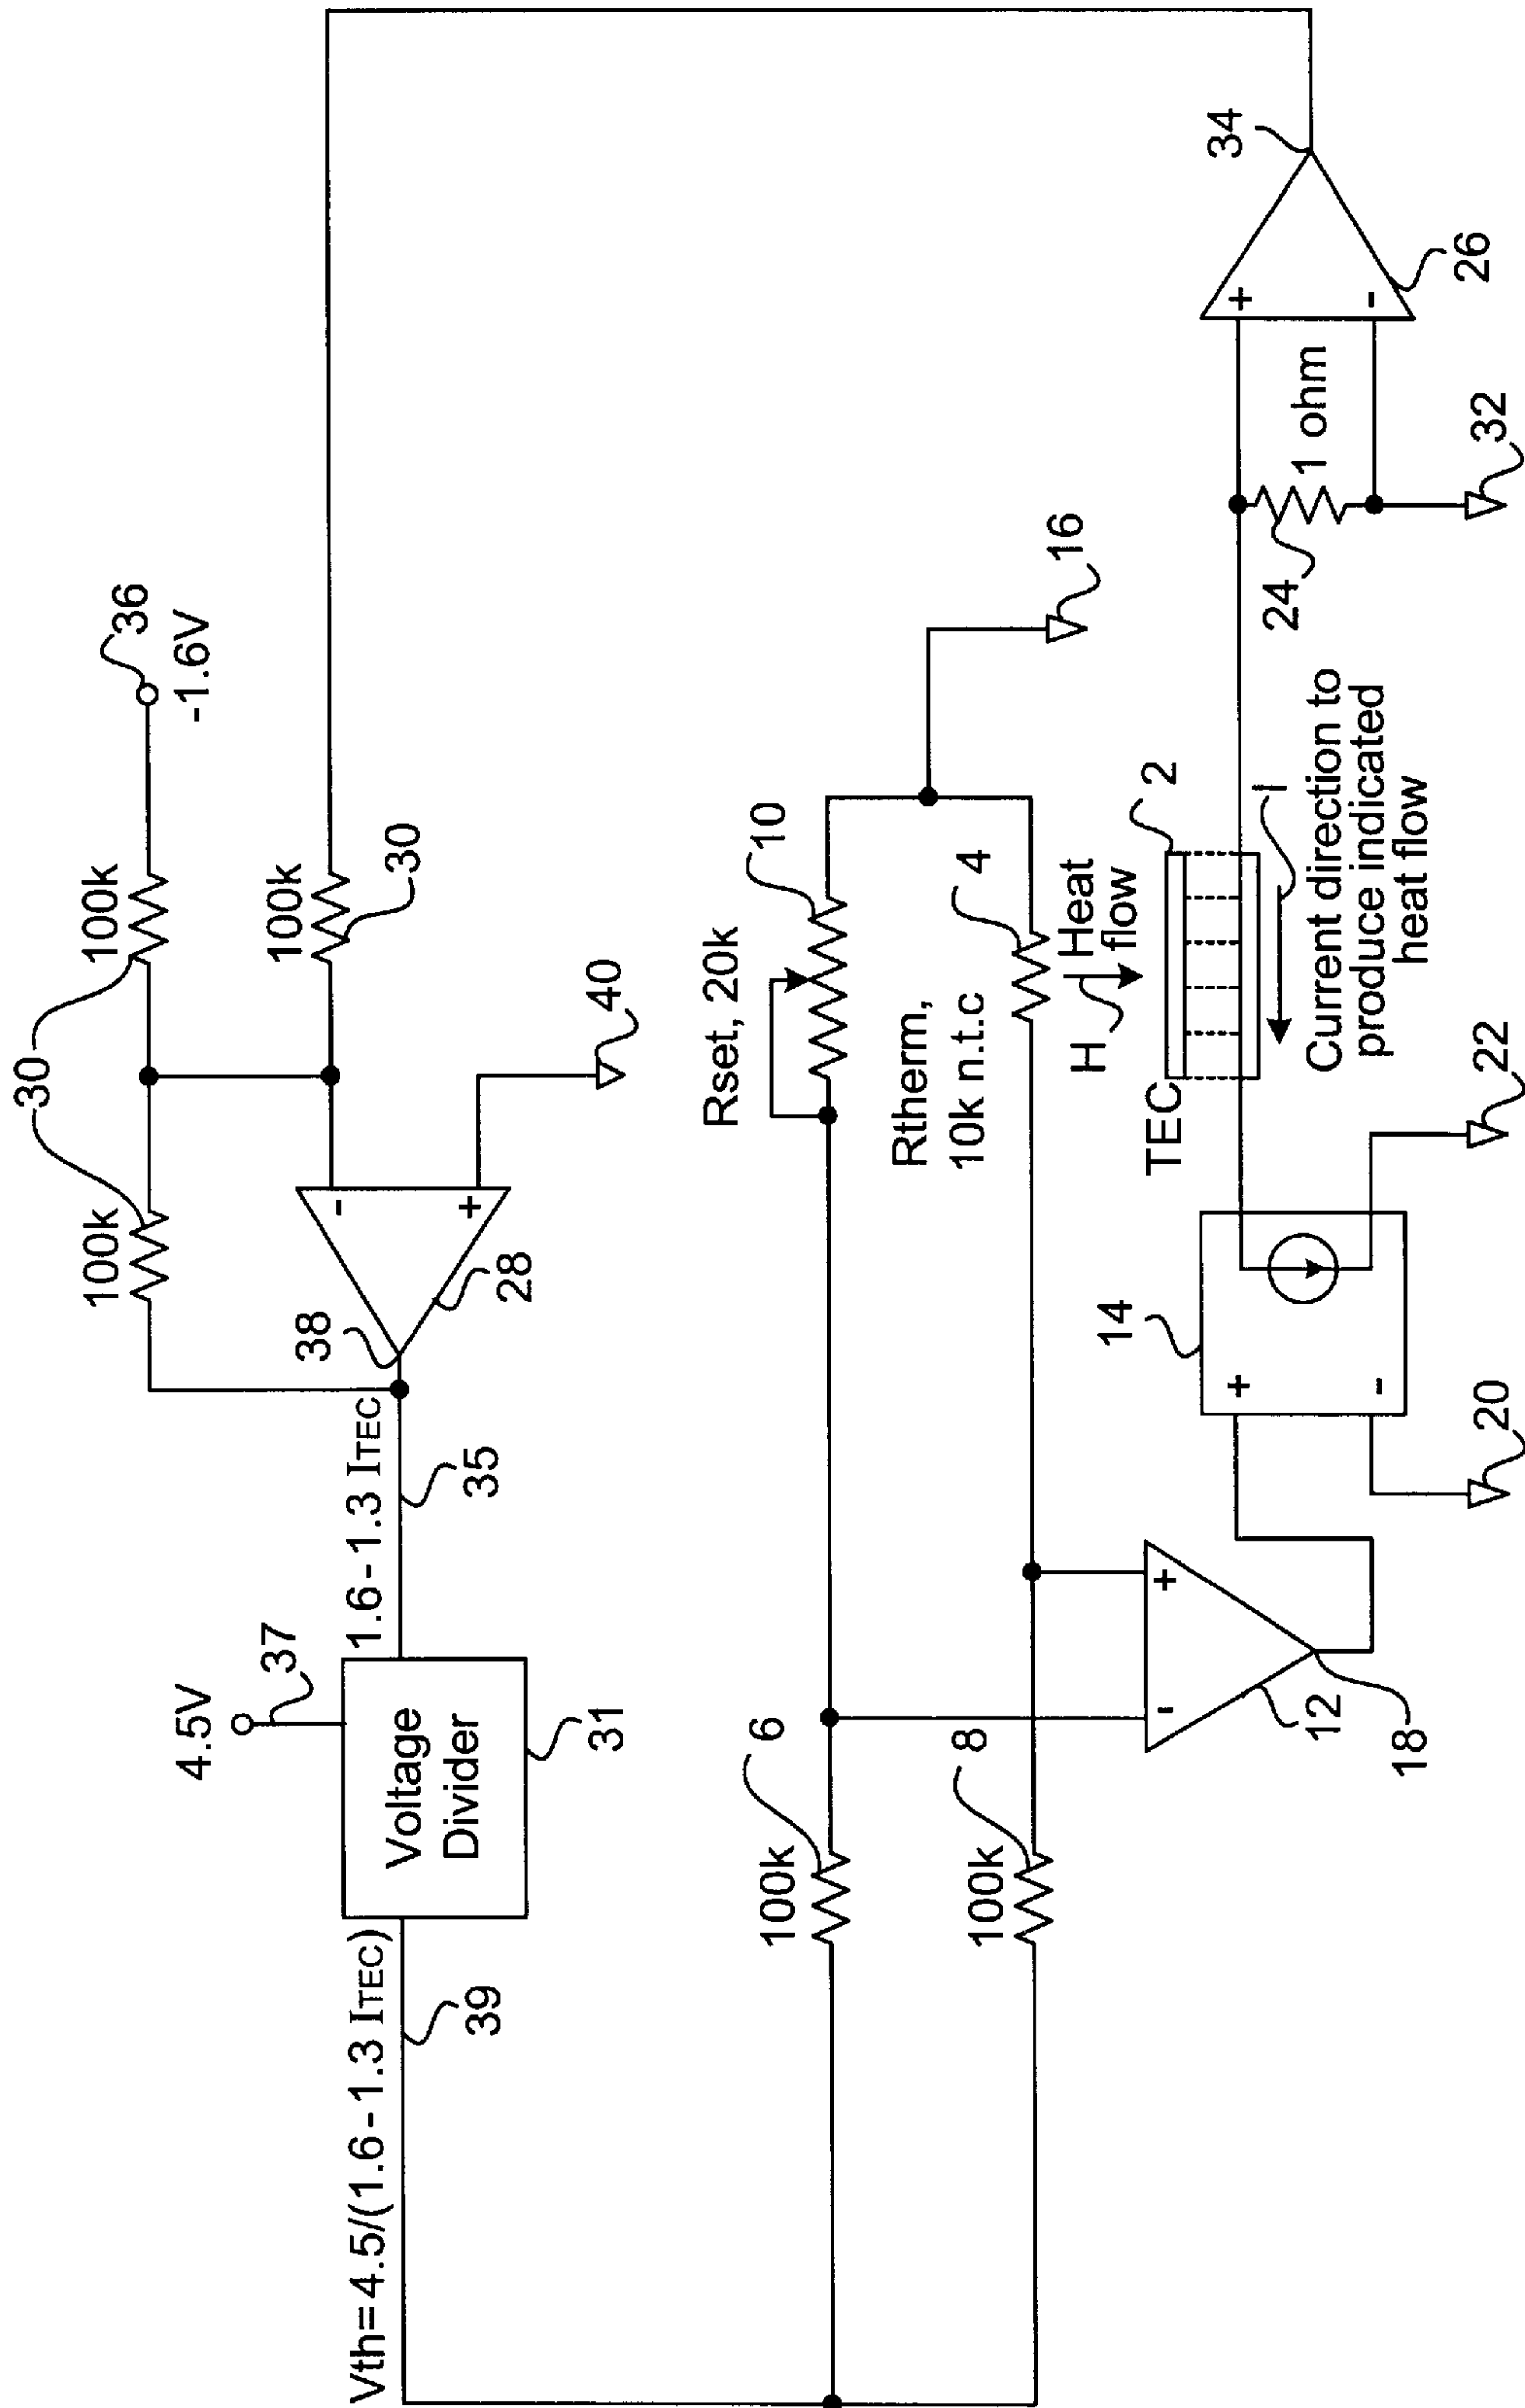 36
-1.6V
100k
30
100k
100k
30
38
28
40
1.6-1.3 ITEC
35
4.5V
37
Voltage
Divider
31
Vth=4.5/(1.6-1.3 ITEC)
39
+
-
Rset, 20k
10
Rtherm,
10k n.t.c
4
16
6
100k
8
100k
-
+
12
18
H
Heat
flow
TEC
2
I
Current direction to
produce indicated
heat flow
14
+
-
20
22
24
1 ohm
32
+
-
26
34